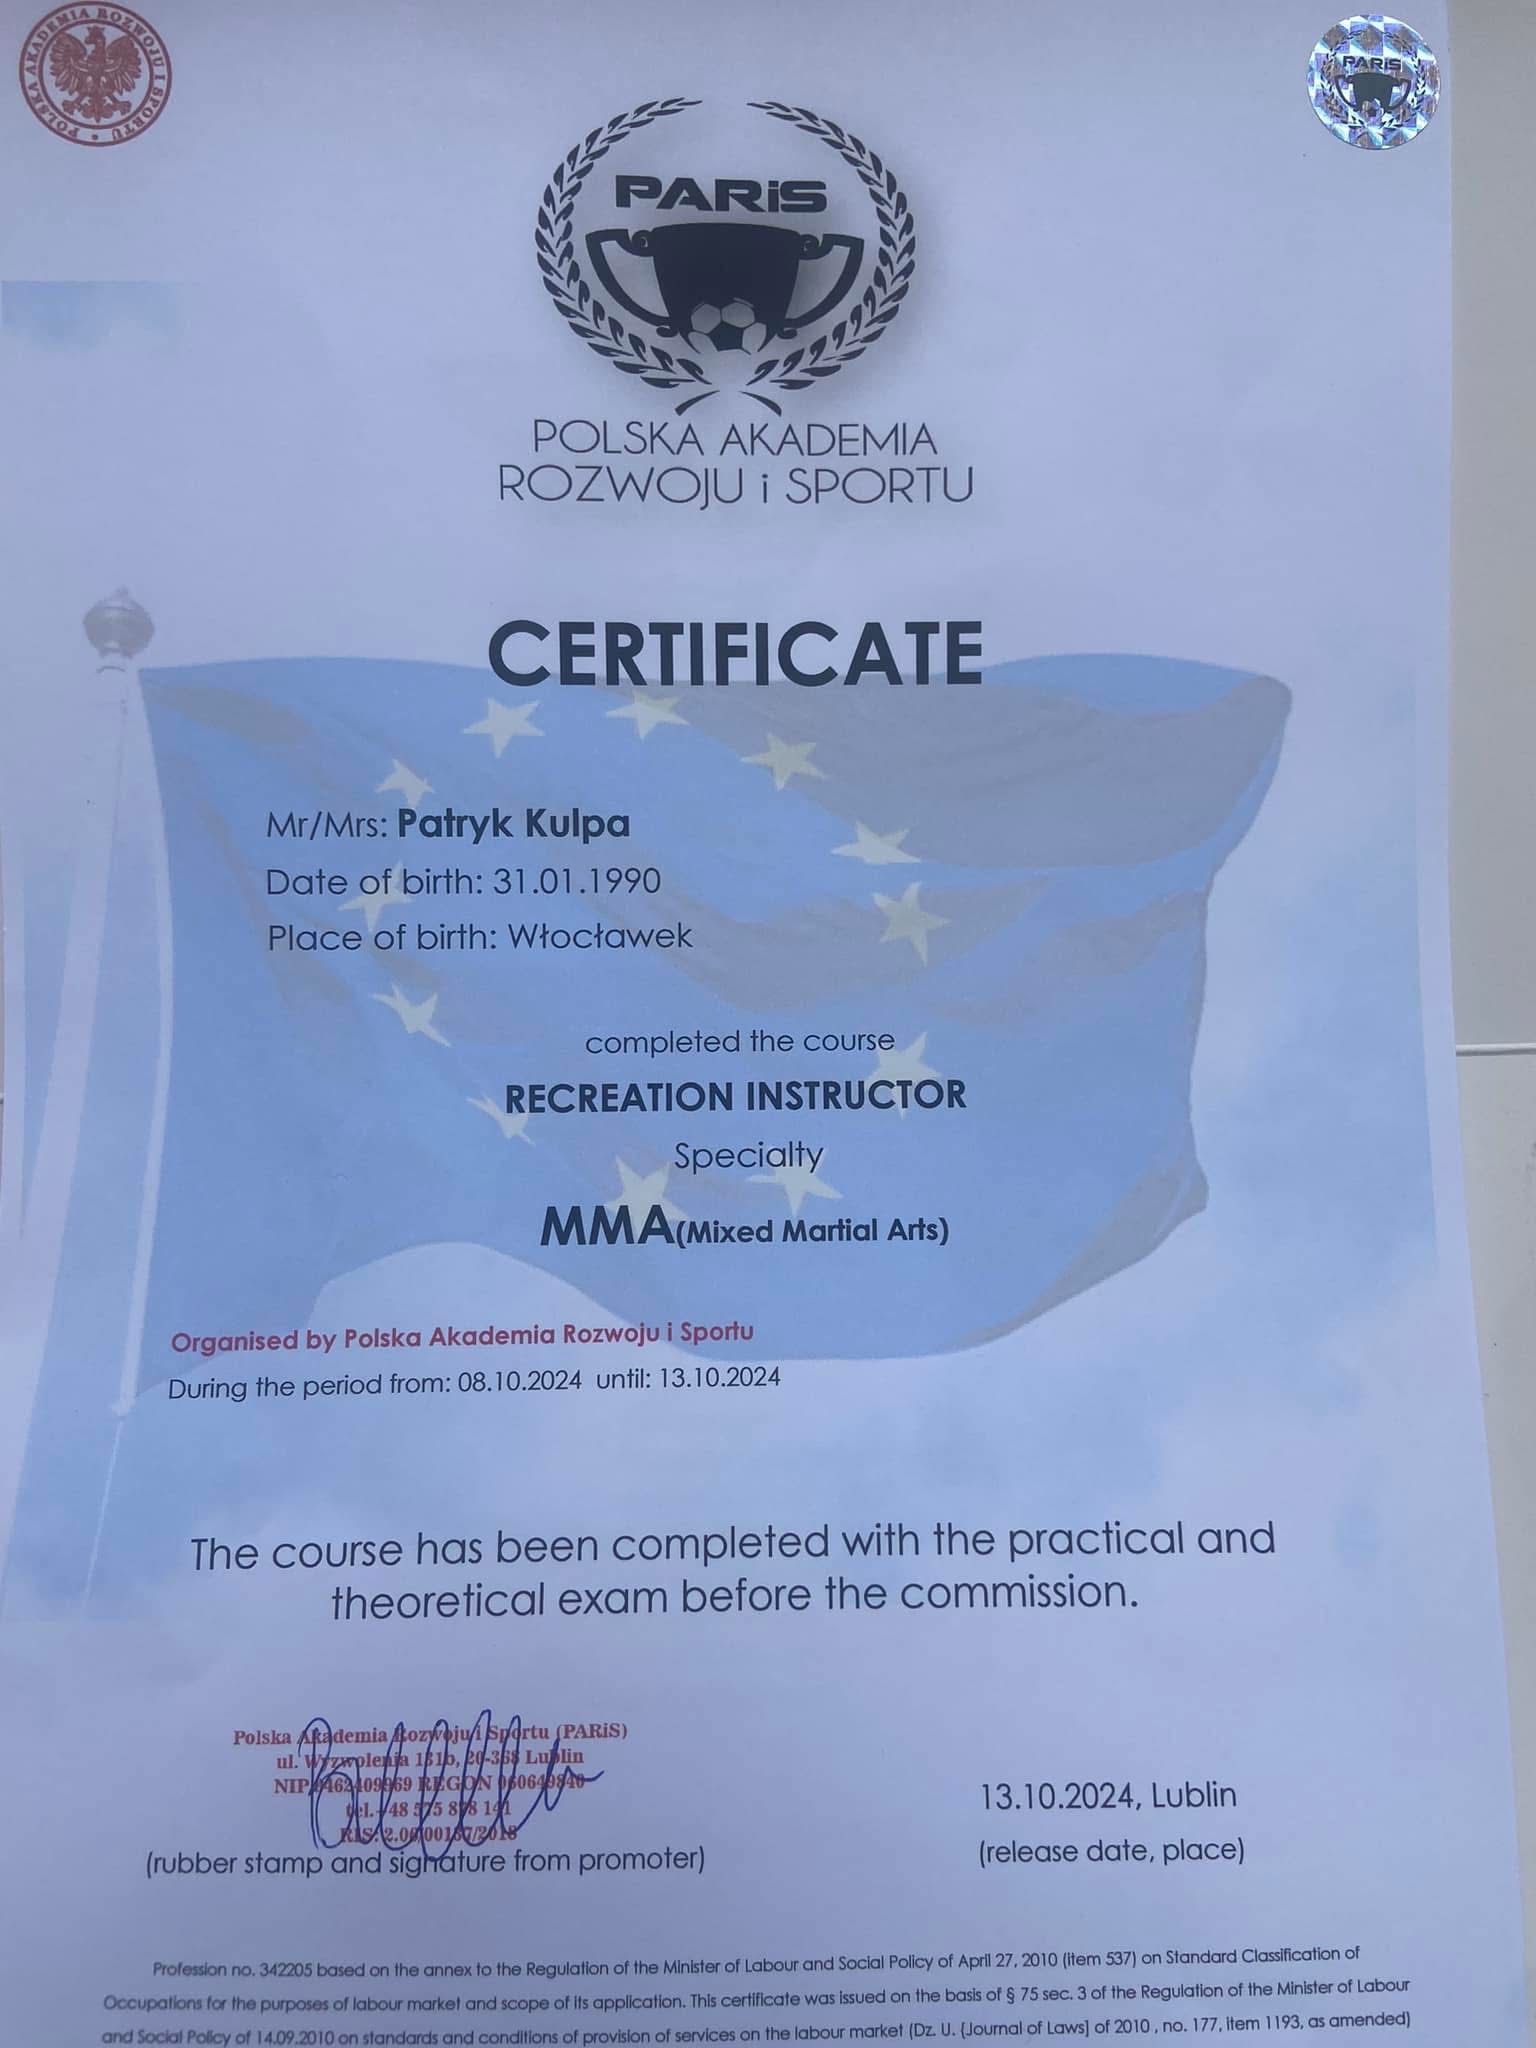 POLSKA AKADEMIA ROZWOJU I SPORTU
PARiS
PARiS
POLSKA AKADEMIA
ROZWOJU i SPORTU
CERTIFICATE
Mr/Mrs: Patryk Kulpa
Date of birth: 31.01.1990
Place of birth: Włocławek
completed the course
RECREATION INSTRUCTOR
Specialty
MMA(Mixed Martial Arts)
Organised by Polska Akademia Rozwoju i Sportu
During the period from: 08.10.2024 until: 13.10.2024
The course has been completed with the practical and
theoretical exam before the commission.
Polska Akademia Rozwoju i Sportu (PARiS)
ul. Wyzwolenia 131b, 20-368 Lublin
NIP REGON
tel. +48
RIS: 2.06/00187/2018
(rubber stamp and signature from promoter)
13.10.2024, Lublin
(release date, place)
Profession no. 342205 based on the annex to the Regulation of the Minister of Labour and Social Policy of April 27, 2010 (item 537) on Standard Classification of
Occupations for the purposes of labour market and scope of its application. This certificate was issued on the basis of § 75 sec. 3 of the Regulation of the Minister of Labour
and Social Policy of 14.09.2010 on standards and conditions of provision of services on the labour market (Dz. U. {Journal of Laws] of 2010 , no. 177, item 1193, as amended)